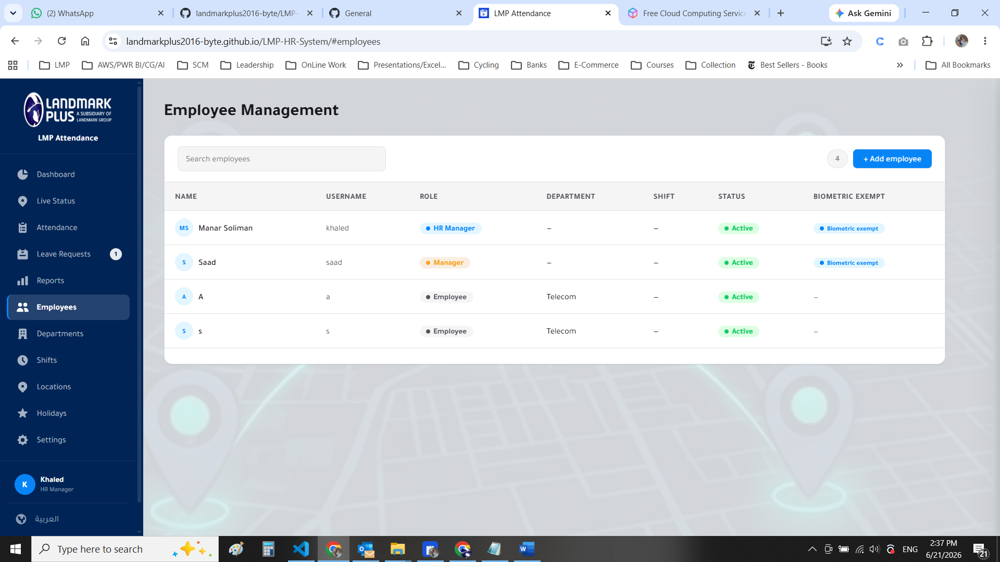 (2) WhatsApp
landmarkplus2016-byte/LMP-
General
LMP Attendance
Free Cloud Computing Service
Ask Gemini
landmarkplus2016-byte.github.io/LMP-HR-System/#employees
LMP
AWS/PWR BI/CG/AI
SCM
Leadership
OnLine Work
Presentations/Excel...
Cycling
Banks
E-Commerce
Courses
Collection
Best Sellers - Books
All Bookmarks
LANDMARK
PLUS
A SUBSIDIARY OF
LANDMARK GROUP
LMP Attendance
Dashboard
Live Status
Attendance
Leave Requests 1
Reports
Employees
Departments
Shifts
Locations
Holidays
Settings
K
Khaled
HR Manager
العربية
Employee Management
Search employees
4
+ Add employee
NAME USERNAME ROLE DEPARTMENT SHIFT STATUS BIOMETRIC EXEMPT
MS Manar Soliman khaled HR Manager – – Active Biometric exempt
S Saad saad Manager – – Active Biometric exempt
A A a Employee Telecom – Active –
S s s Employee Telecom – Active –
Type here to search
ENG
2:37 PM
6/21/2026
21